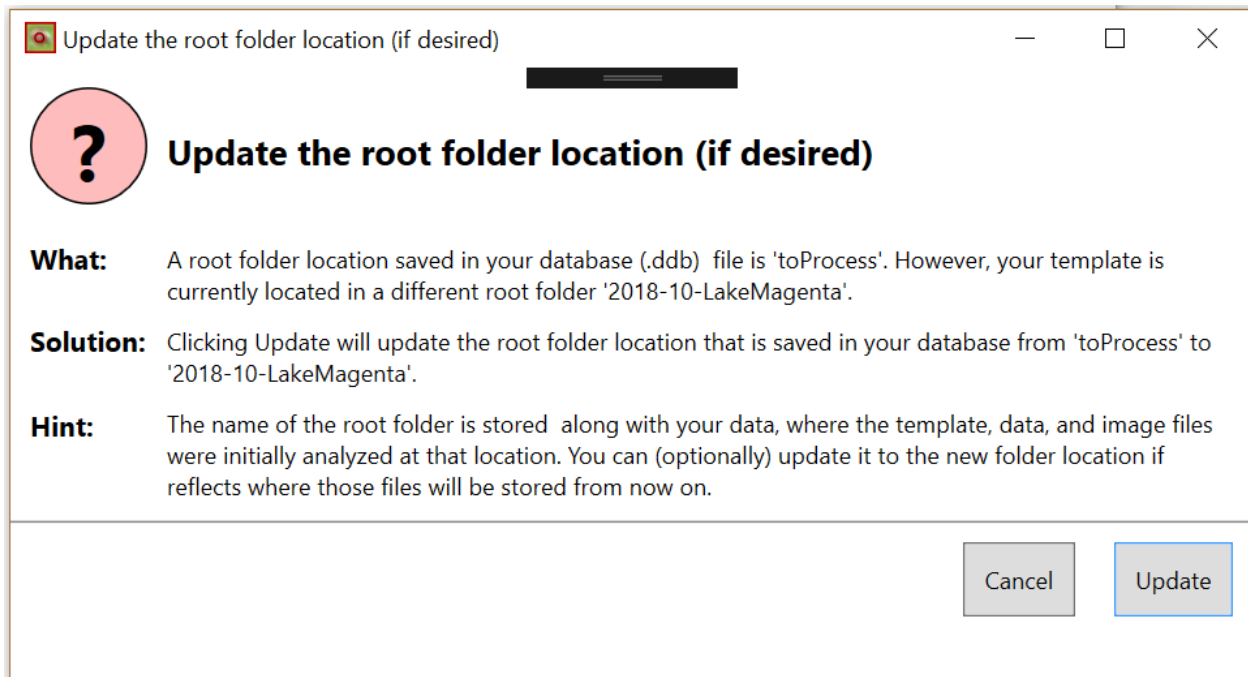 Update the root folder location (if desired)
?
Update the root folder location (if desired)
What:
A root folder location saved in your database (.ddb)  file is 'toProcess'. However, your template is
currently located in a different root folder '2018-10-LakeMagenta'.
Solution:
Clicking Update will update the root folder location that is saved in your database from 'toProcess' to
'2018-10-LakeMagenta'.
Hint:
The name of the root folder is stored  along with your data, where the template, data, and image files
were initially analyzed at that location. You can (optionally) update it to the new folder location if
reflects where those files will be stored from now on.
Cancel
Update